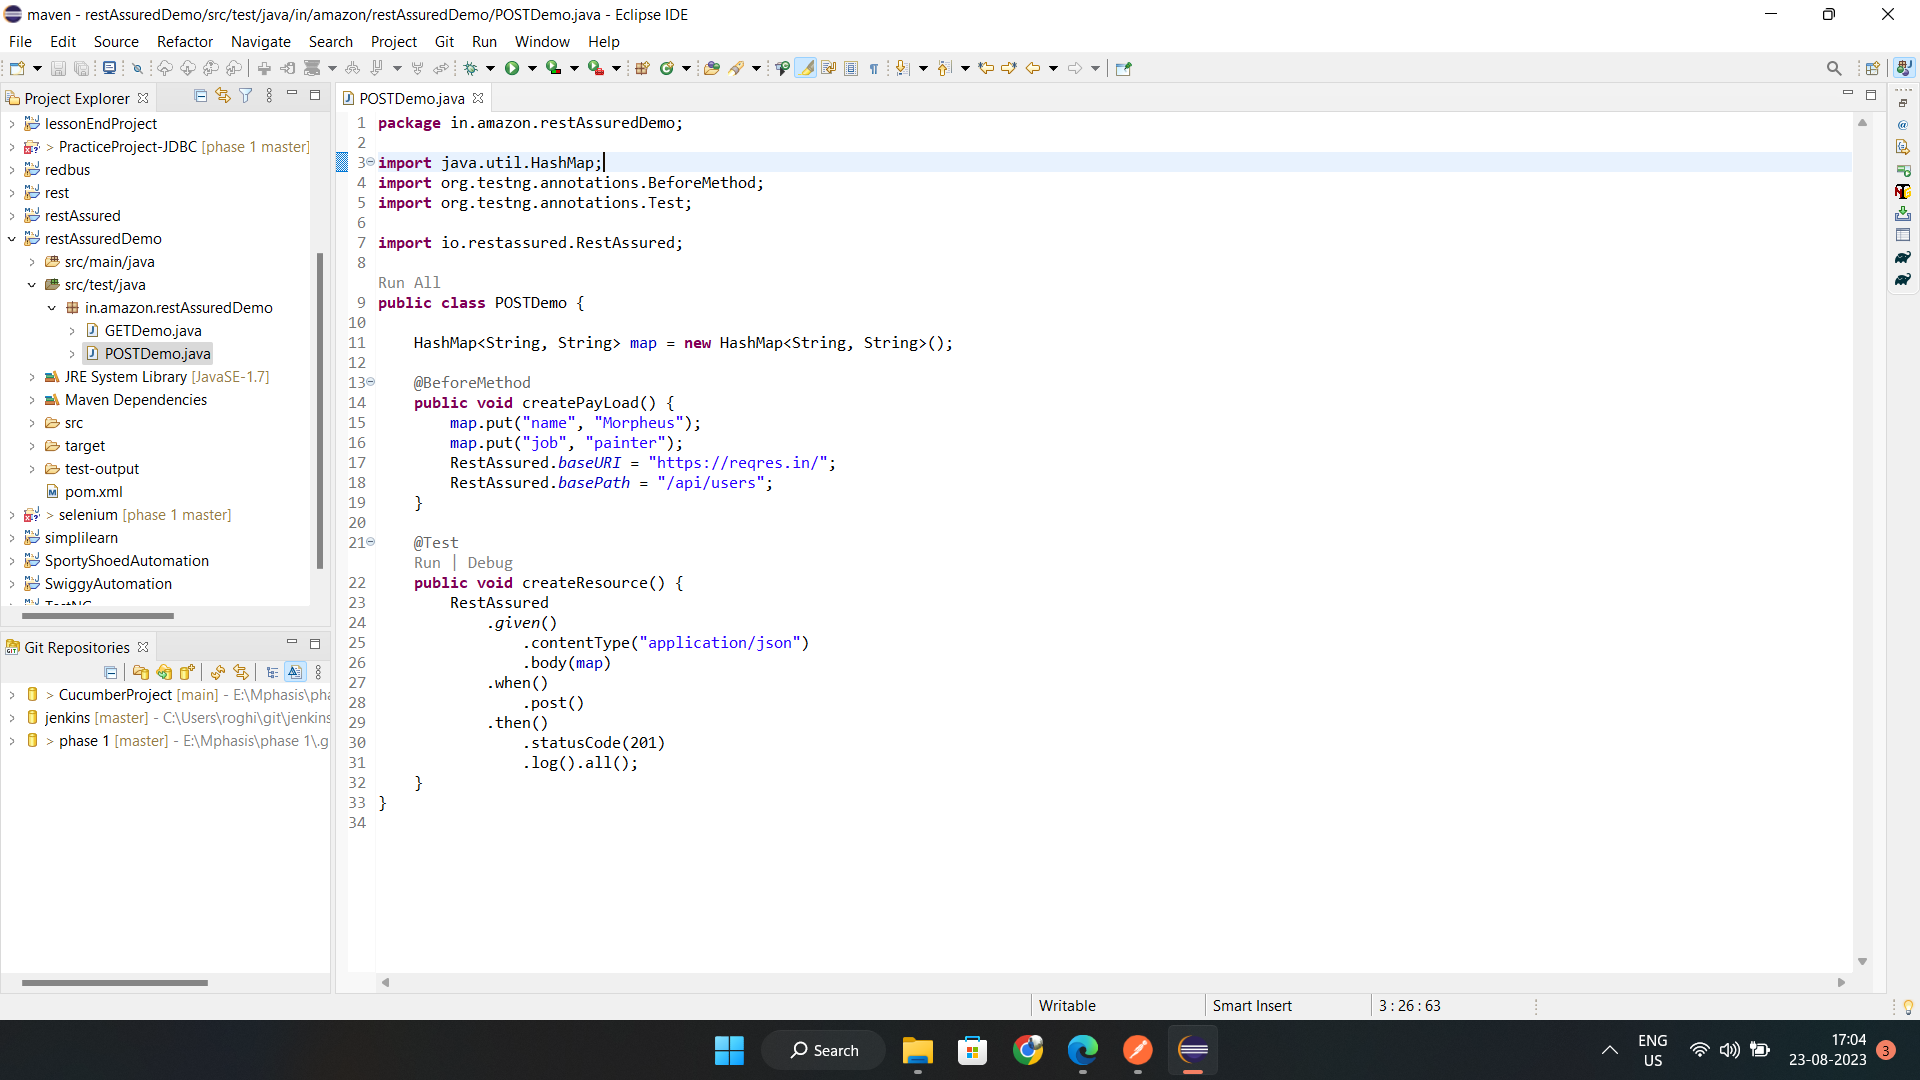 maven - restAssuredDemo/src/test/java/in/amazon/restAssuredDemo/POSTDemo.java - Eclipse IDE
File Edit Source Refactor Navigate Search Project Git Run Window Help
Project Explorer
lessonEndProject
> PracticeProject-JDBC [phase 1 master]
redbus
rest
restAssured
restAssuredDemo
src/main/java
src/test/java
in.amazon.restAssuredDemo
GETDemo.java
POSTDemo.java
JRE System Library [JavaSE-1.7]
Maven Dependencies
src
target
test-output
pom.xml
> selenium [phase 1 master]
simplilearn
SportyShoedAutomation
SwiggyAutomation
Git Repositories
> CucumberProject [main] - E:\Mphasis\pha
jenkins [master] - C:\Users\roghi\git\jenkins
> phase 1 [master] - E:\Mphasis\phase 1\.g
POSTDemo.java
1 package in.amazon.restAssuredDemo;
2
3 import java.util.HashMap;
4 import org.testng.annotations.BeforeMethod;
5 import org.testng.annotations.Test;
6
7 import io.restassured.RestAssured;
8
Run All
9 public class POSTDemo {
10
11 HashMap<String, String> map = new HashMap<String, String>();
12
13 @BeforeMethod
14 public void createPayLoad() {
15 map.put("name", "Morpheus");
16 map.put("job", "painter");
17 RestAssured.baseURI = "https://reqres.in/";
18 RestAssured.basePath = "/api/users";
19 }
20
21 @Test
Run | Debug
22 public void createResource() {
23 RestAssured
24 .given()
25 .contentType("application/json")
26 .body(map)
27 .when()
28 .post()
29 .then()
30 .statusCode(201)
31 .log().all();
32 }
33 }
34
Writable Smart Insert 3 : 26 : 63
Search
ENG
US
17:04
23-08-2023
3